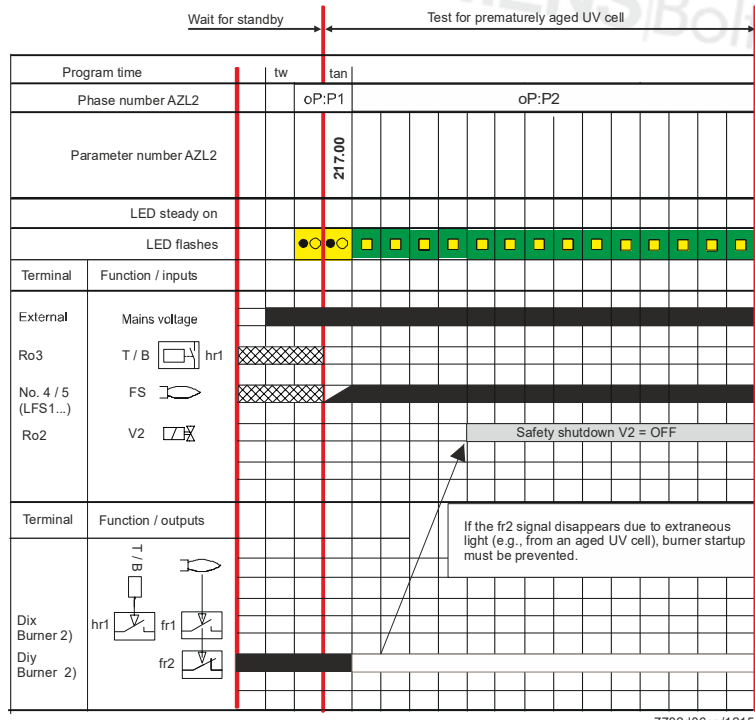 ENS|Bolt
Wait for standby
Test for prematurely aged UV cell
Program time
tw
tan
Phase number AZL2
oP:P1
oP:P2
Parameter number AZL2
217.00
LED steady on
LED flashes
Terminal
Function / inputs
External
Mains voltage
Ro3
T / B
hr1
No. 4 / 5
(LFS1...)
FS
Ro2
V2
Safety shutdown V2 = OFF
Terminal
Function / outputs
If the fr2 signal disappears due to extraneous
light (e.g., from an aged UV cell), burner startup
must be prevented.
T / B
Dix
Burner 2)
hr1
fr1
Diy
Burner 2)
fr2